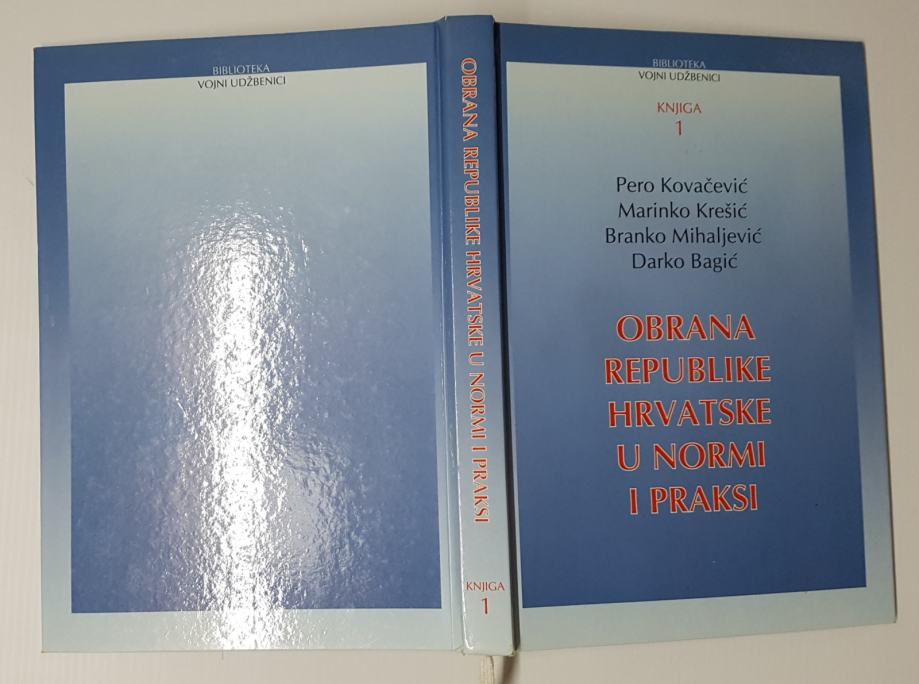 BIBLIOTEKA
VOJNI UDŽBENICI
OBRANA REPUBLIKE HRVATSKE U NORMI I PRAKSI
KNJIGA
1
BIBLIOTEKA
VOJNI UDŽBENICI
KNJIGA
1
Pero Kovačević
Marinko Krešić
Branko Mihaljević
Darko Bagić
OBRANA
REPUBLIKE
HRVATSKE
U NORMI
I PRAKSI